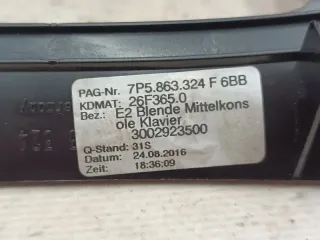 PAG-Nr. 7P5.863.324 F 6BB
KDMAT: 26F365.0
Bez.: E2 Blende Mittelkons
ole Klavier
3002923500
Q-Stand: 31S
Datum: 24.08.2016
Zeit: 18:36:09